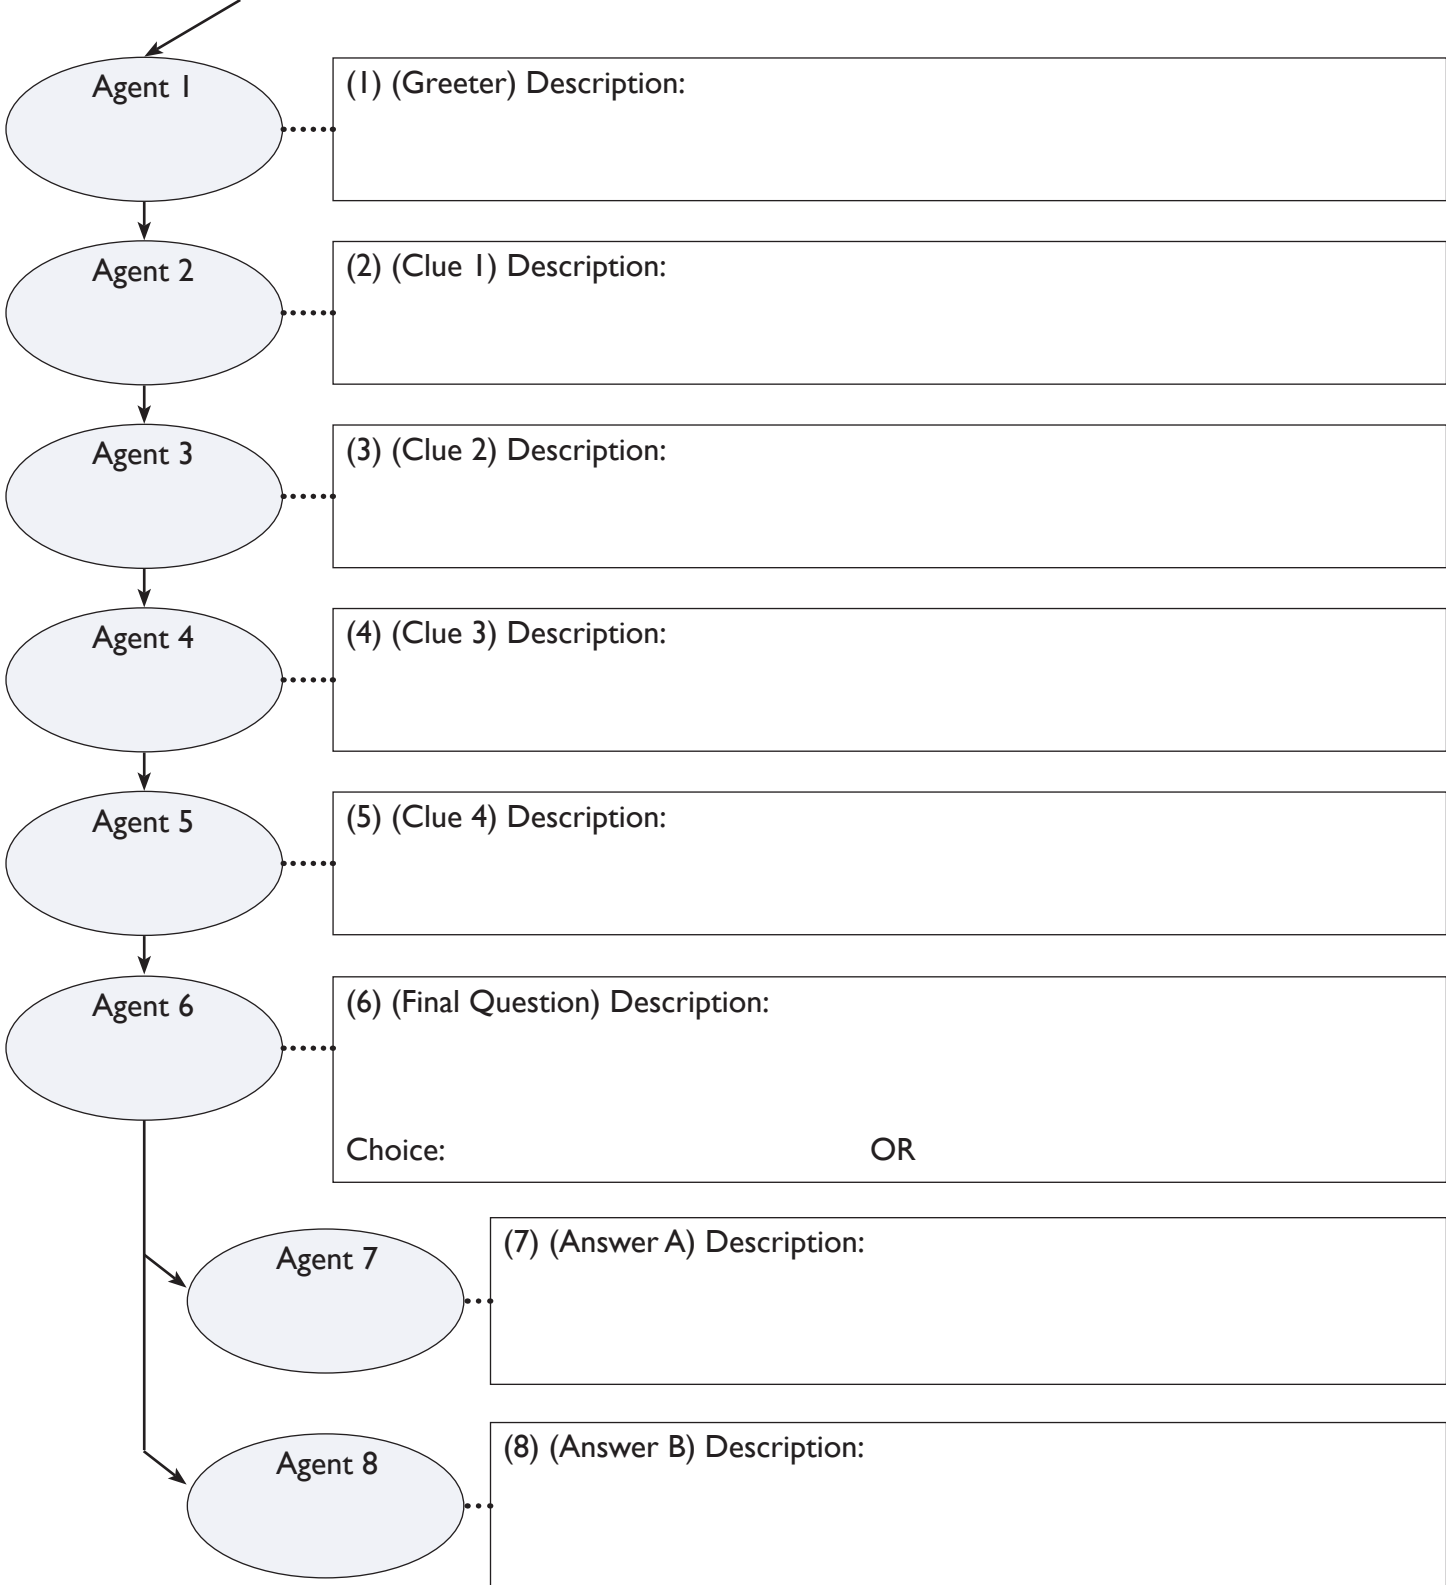 Agent 1
(1) (Greeter) Description:
Agent 2
(2) (Clue 1) Description:
Agent 3
(3) (Clue 2) Description:
Agent 4
(4) (Clue 3) Description:
Agent 5
(5) (Clue 4) Description:
Agent 6
(6) (Final Question) Description:
Choice: OR
Agent 7
(7) (Answer A) Description:
Agent 8
(8) (Answer B) Description: